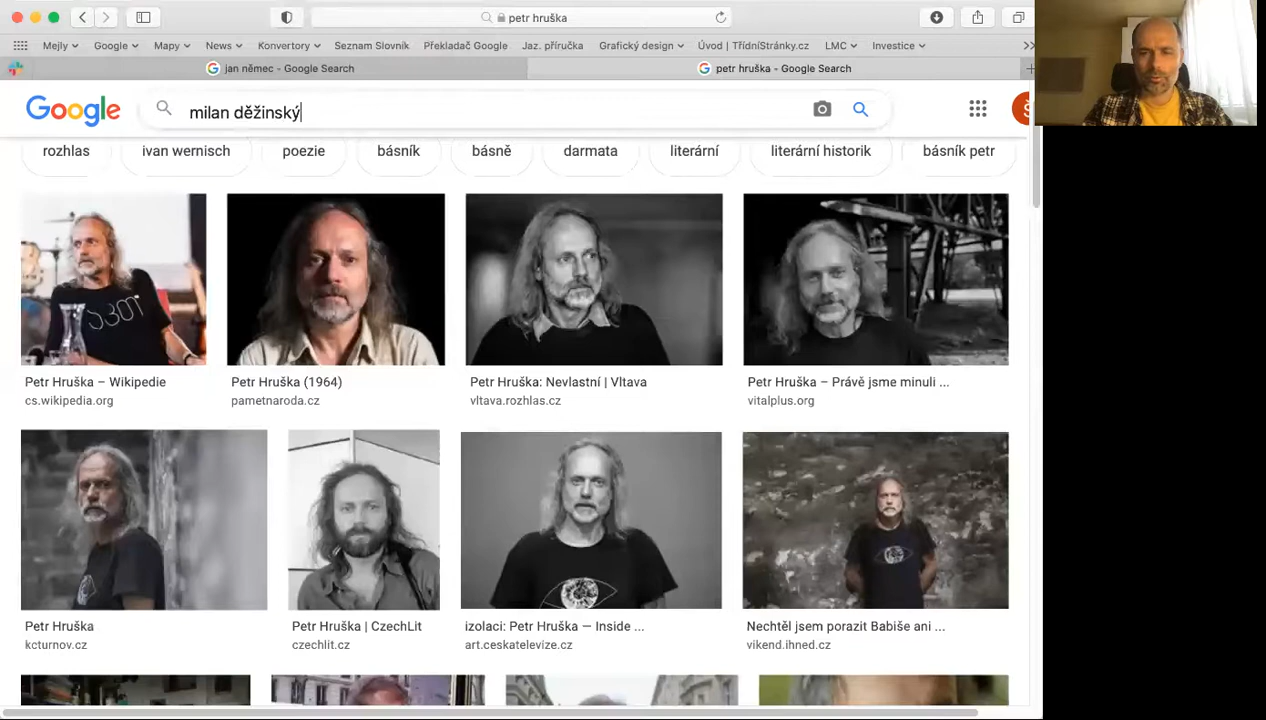 petr hruška
Mejly Google Mapy News Konvertory Seznam Slovník Překladač Google Jaz. příručka Grafický design Úvod | TřídníStránky.cz LMC Investice
jan němec - Google Search petr hruška - Google Search
Google milan děžinský Š
rozhlas ivan wernisch poezie básník básně darmata literární literární historik básník petr
Petr Hruška – Wikipedie
cs.wikipedia.org
Petr Hruška (1964)
pametnaroda.cz
Petr Hruška: Nevlastní | Vltava
vltava.rozhlas.cz
Petr Hruška – Právě jsme minuli ...
vitalplus.org
Petr Hruška
kcturnov.cz
Petr Hruška | CzechLit
czechlit.cz
izolaci: Petr Hruška — Inside ...
art.ceskatelevize.cz
Nechtěl jsem porazit Babiše ani ...
vikend.ihned.cz